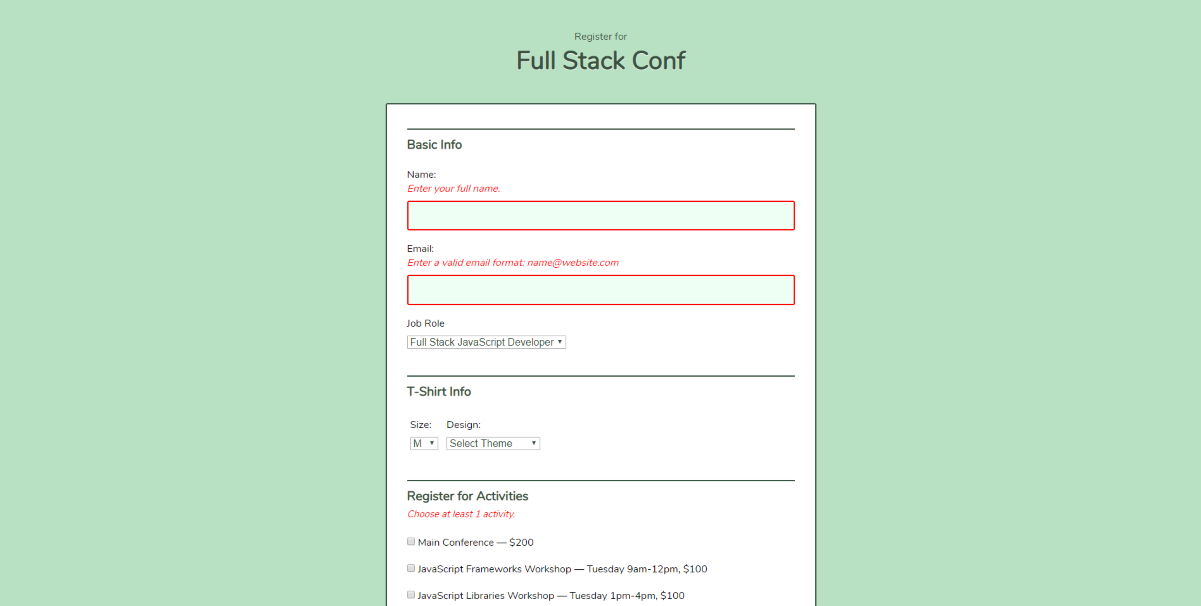 Register for
Full Stack Conf
Basic Info
Name:
Enter your full name.
Email:
Enter a valid email format: name@website.com
Job Role
Full Stack JavaScript Developer
T-Shirt Info
Size: Design:
M Select Theme
Register for Activities
Choose at least 1 activity.
Main Conference — $200
JavaScript Frameworks Workshop — Tuesday 9am-12pm, $100
JavaScript Libraries Workshop — Tuesday 1pm-4pm, $100